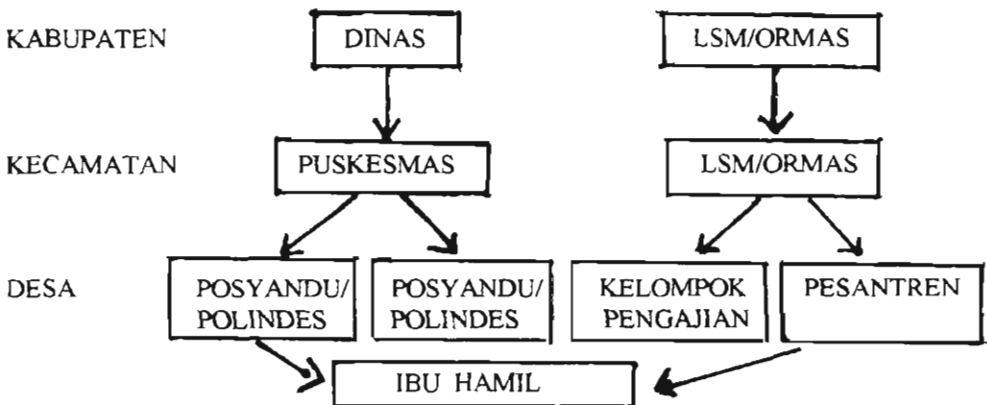 KABUPATEN
DINAS
LSM/ORMAS
KECAMATAN
PUSKESMAS
LSM/ORMAS
DESA
POSYANDU/
POLINDES
POSYANDU/
POLINDES
KELOMPOK
PENGAJIAN
PESANTREN
IBU HAMIL